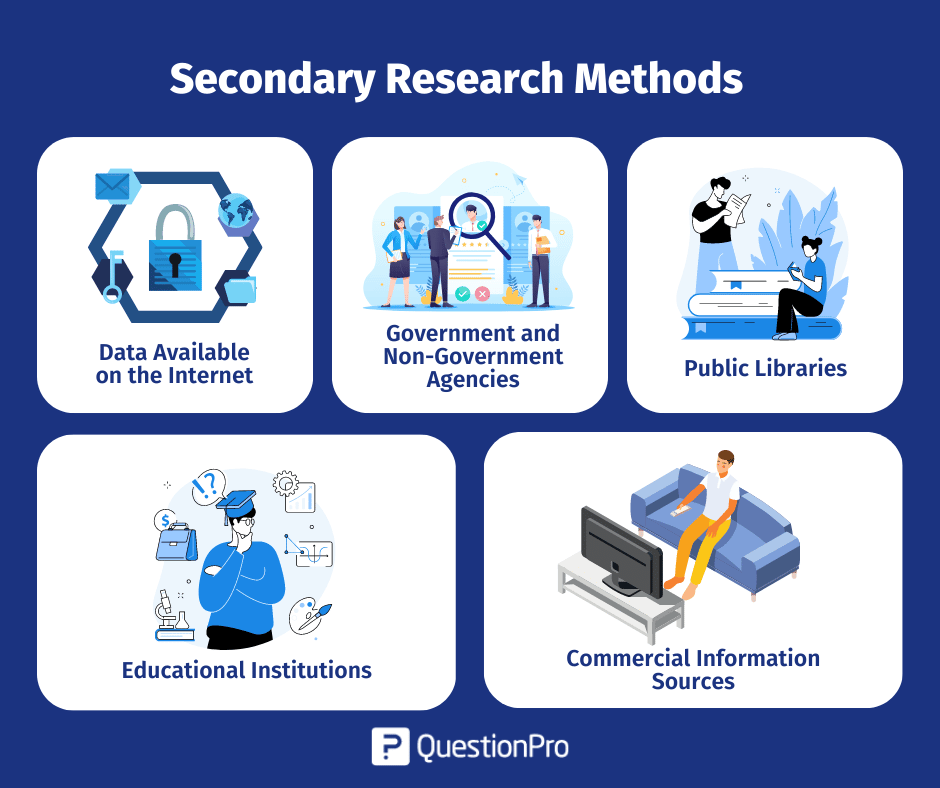 Secondary Research Methods
Data Available
on the Internet
Government and
Non-Government
Agencies
Public Libraries
!?
$
Educational Institutions
Commercial Information
Sources
? QuestionPro